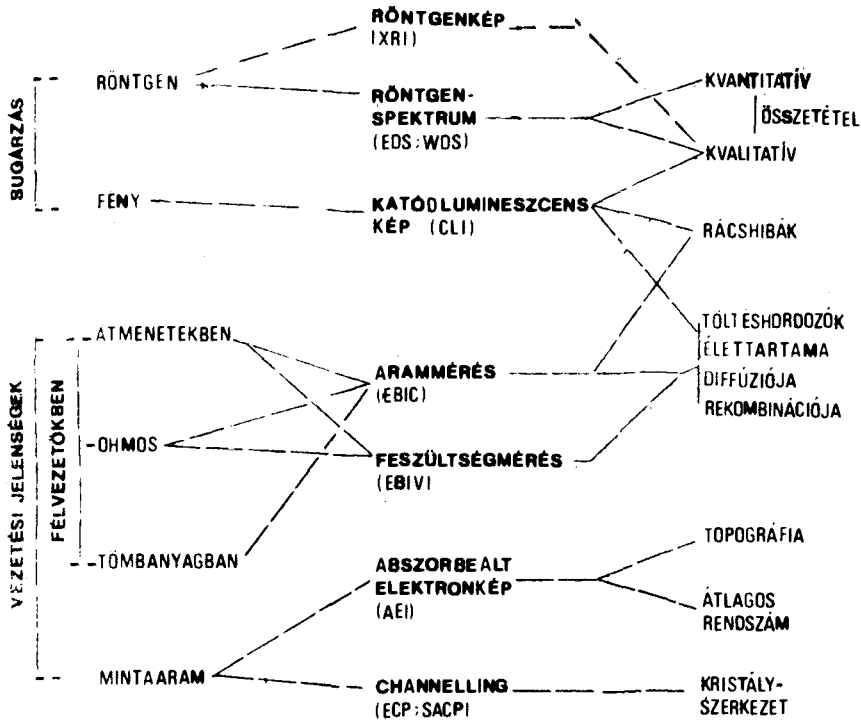 SUGÁRZÁS
RÖNTGEN
FÉNY
RÖNTGENKÉP
(XRI)
RÖNTGEN-
SPEKTRUM
(EDS;WDS)
KATÓDLUMINESZCENS
KÉP (CLI)
KVANTITATÍV
ÖSSZETÉTEL
KVALITATÍV
RÁCSHIBÁK
TÖLTÉSHORDOZÓK
ÉLETTARTAMA
DIFFÚZIÓJA
REKOMBINÁCIÓJA
VEZETÉSI JELENSÉGEK
FÉLVEZETŐKBEN
ÁTMENETEKBEN
OHMOS
TÖMBANYAGBAN
MINTAÁRAM
ÁRAMMÉRÉS
(EBIC)
FESZÜLTSÉGMÉRÉS
(EBIV)
ABSZORBEÁLT
ELEKTRONKÉP
(AEI)
CHANNELLING
(ECP;SACP)
TOPOGRÁFIA
ÁTLAGOS
RENDSZÁM
KRISTÁLY-
SZERKEZET